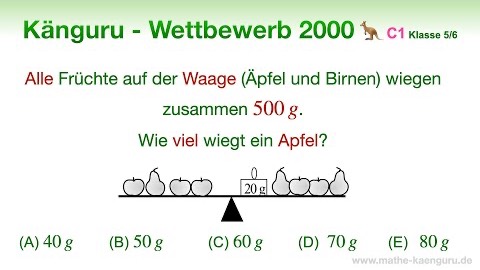 Känguru - Wettbewerb 2000 C1 Klasse 5/6
Alle Früchte auf der Waage (Äpfel und Birnen) wiegen
zusammen 500 g.
Wie viel wiegt ein Apfel?
20 g
(A) 40 g (B) 50 g (C) 60 g (D) 70 g (E) 80 g
www.mathe-kaenguru.de